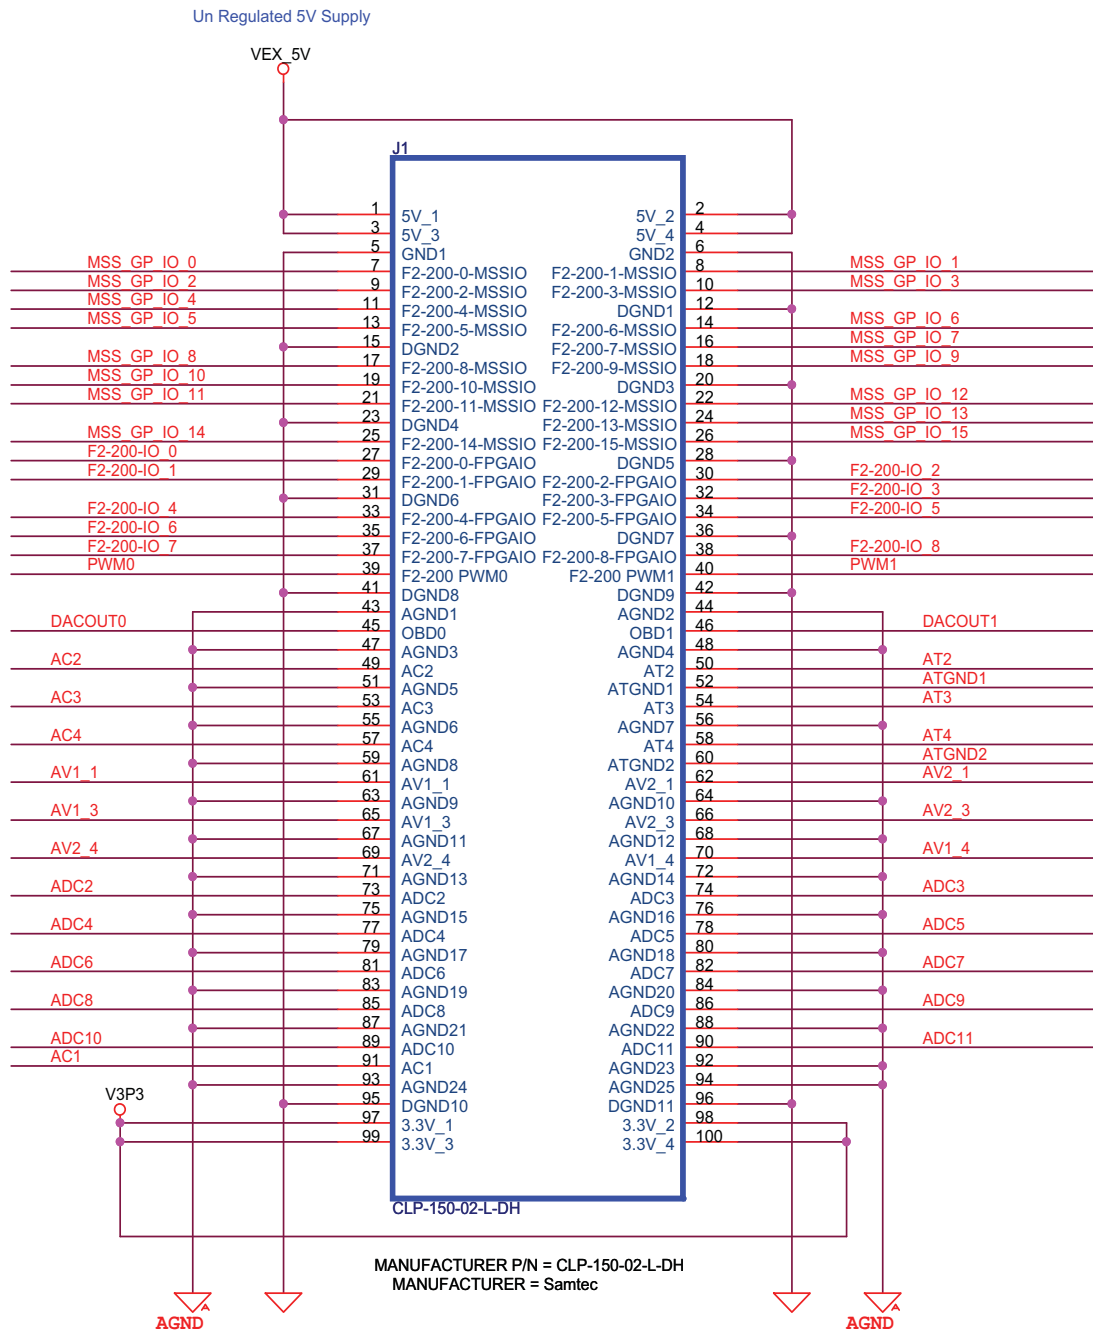 Un Regulated 5V Supply
VEX_5V
J1
1 5V_1 5V_2 2
3 5V_3 5V_4 4
5 GND1 GND2 6
MSS_GP_IO_0 7 F2-200-0-MSSIO F2-200-1-MSSIO 8 MSS_GP_IO_1
MSS_GP_IO_2 9 F2-200-2-MSSIO F2-200-3-MSSIO 10 MSS_GP_IO_3
MSS_GP_IO_4 11 F2-200-4-MSSIO DGND1 12
MSS_GP_IO_5 13 F2-200-5-MSSIO F2-200-6-MSSIO 14 MSS_GP_IO_6
15 DGND2 F2-200-7-MSSIO 16 MSS_GP_IO_7
MSS_GP_IO_8 17 F2-200-8-MSSIO F2-200-9-MSSIO 18 MSS_GP_IO_9
MSS_GP_IO_10 19 F2-200-10-MSSIO DGND3 20
MSS_GP_IO_11 21 F2-200-11-MSSIO F2-200-12-MSSIO 22 MSS_GP_IO_12
23 DGND4 F2-200-13-MSSIO 24 MSS_GP_IO_13
MSS_GP_IO_14 25 F2-200-14-MSSIO F2-200-15-MSSIO 26 MSS_GP_IO_15
F2-200-IO_0 27 F2-200-0-FPGAIO DGND5 28
F2-200-IO_1 29 F2-200-1-FPGAIO F2-200-2-FPGAIO 30 F2-200-IO_2
31 DGND6 F2-200-3-FPGAIO 32 F2-200-IO_3
F2-200-IO_4 33 F2-200-4-FPGAIO F2-200-5-FPGAIO 34 F2-200-IO_5
F2-200-IO_6 35 F2-200-6-FPGAIO DGND7 36
F2-200-IO_7 37 F2-200-7-FPGAIO F2-200-8-FPGAIO 38 F2-200-IO_8
PWM0 39 F2-200 PWM0 F2-200 PWM1 40 PWM1
41 DGND8 DGND9 42
43 AGND1 AGND2 44
DACOUT0 45 OBD0 OBD1 46 DACOUT1
47 AGND3 AGND4 48
AC2 49 AC2 AT2 50 AT2
51 AGND5 ATGND1 52 ATGND1
AC3 53 AC3 AT3 54 AT3
55 AGND6 AGND7 56
AC4 57 AC4 AT4 58 AT4
59 AGND8 ATGND2 60 ATGND2
AV1_1 61 AV1_1 AV2_1 62 AV2_1
63 AGND9 AGND10 64
AV1_3 65 AV1_3 AV2_3 66 AV2_3
67 AGND11 AGND12 68
AV2_4 69 AV2_4 AV1_4 70 AV1_4
71 AGND13 AGND14 72
ADC2 73 ADC2 ADC3 74 ADC3
75 AGND15 AGND16 76
ADC4 77 ADC4 ADC5 78 ADC5
79 AGND17 AGND18 80
ADC6 81 ADC6 ADC7 82 ADC7
83 AGND19 AGND20 84
ADC8 85 ADC8 ADC9 86 ADC9
87 AGND21 AGND22 88
ADC10 89 ADC10 ADC11 90 ADC11
AC1 91 AC1 AGND23 92
93 AGND24 AGND25 94
V3P3
95 DGND10 DGND11 96
97 3.3V_1 3.3V_2 98
99 3.3V_3 3.3V_4 100
CLP-150-02-L-DH
MANUFACTURER P/N = CLP-150-02-L-DH
MANUFACTURER = Samtec
A A
AGND AGND